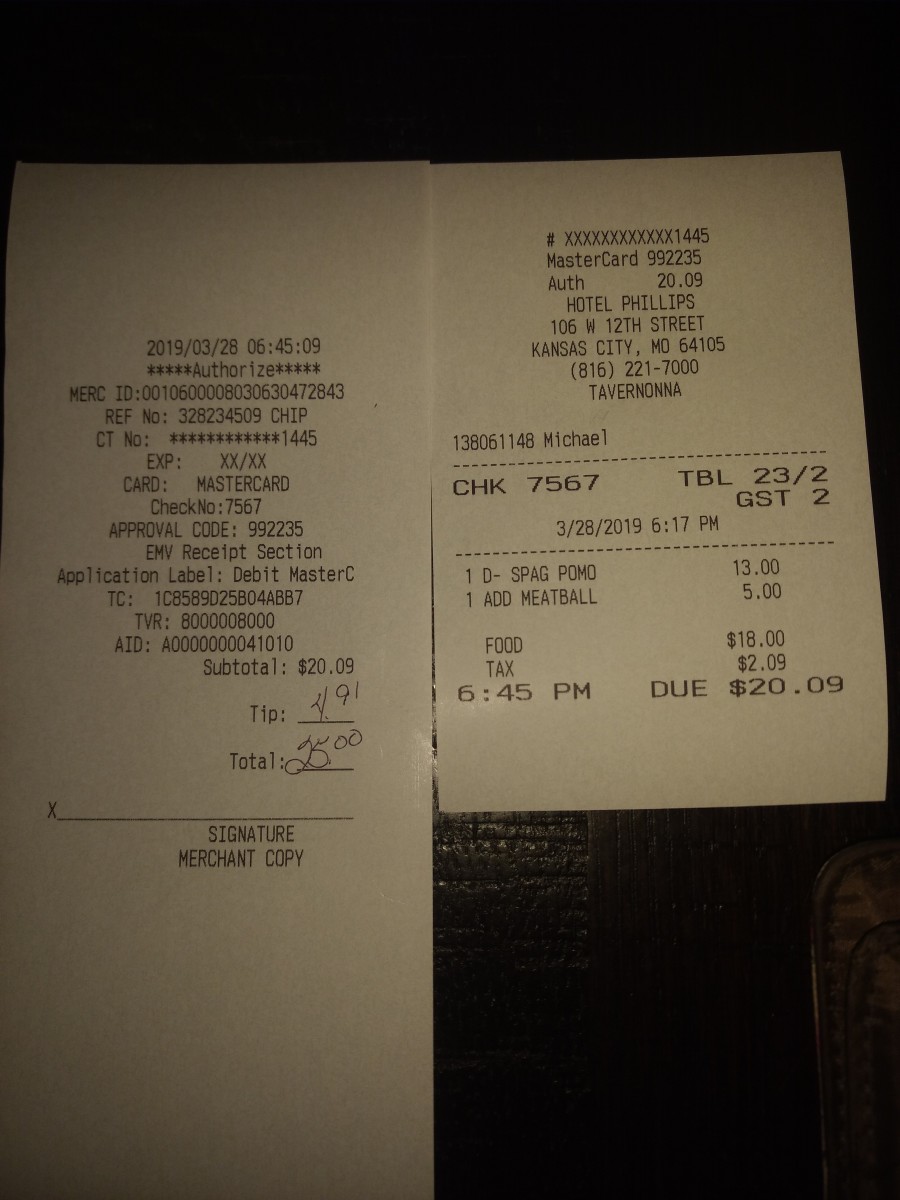 2019/03/28 06:45:09
*****Authorize*****
MERC ID:0010600008030630472843
REF No: 328234509 CHIP
CT No: ************1445
EXP: XX/XX
CARD: MASTERCARD
CheckNo:7567
APPROVAL CODE: 992235
EMV Receipt Section
Application Label: Debit MasterC
TC: 1C8589D25B04ABB7
TVR: 8000008000
AID: A0000000041010
Subtotal: $20.09
Tip: 4.91
Total: 25.00
X
SIGNATURE
MERCHANT COPY
# XXXXXXXXXXXX1445
MasterCard 992235
Auth 20.09
HOTEL PHILLIPS
106 W 12TH STREET
KANSAS CITY, MO 64105
(816) 221-7000
TAVERNONNA
138061148 Michael
CHK 7567 TBL 23/2
GST 2
3/28/2019 6:17 PM
1 D- SPAG POMO 13.00
1 ADD MEATBALL 5.00
FOOD $18.00
TAX $2.09
6:45 PM DUE $20.09